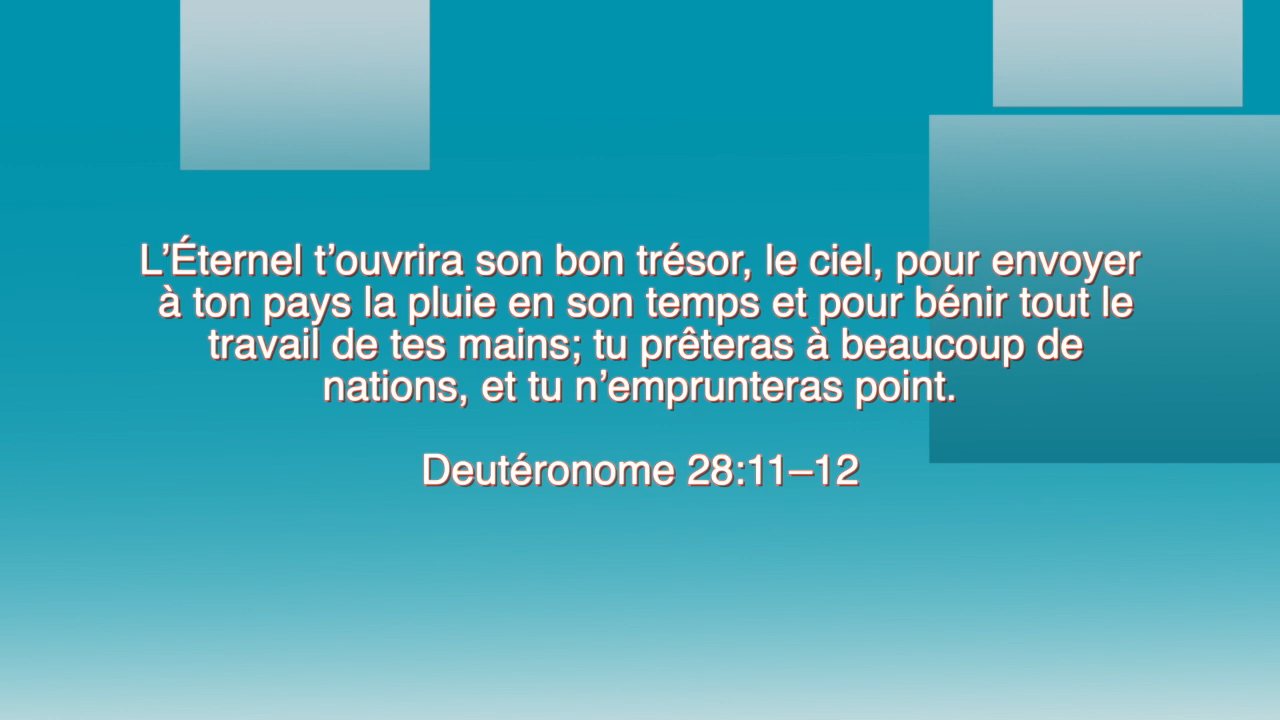 L’Éternel t’ouvrira son bon trésor, le ciel, pour envoyer
à ton pays la pluie en son temps et pour bénir tout le
travail de tes mains; tu prêteras à beaucoup de
nations, et tu n’emprunteras point.
Deutéronome 28:11–12